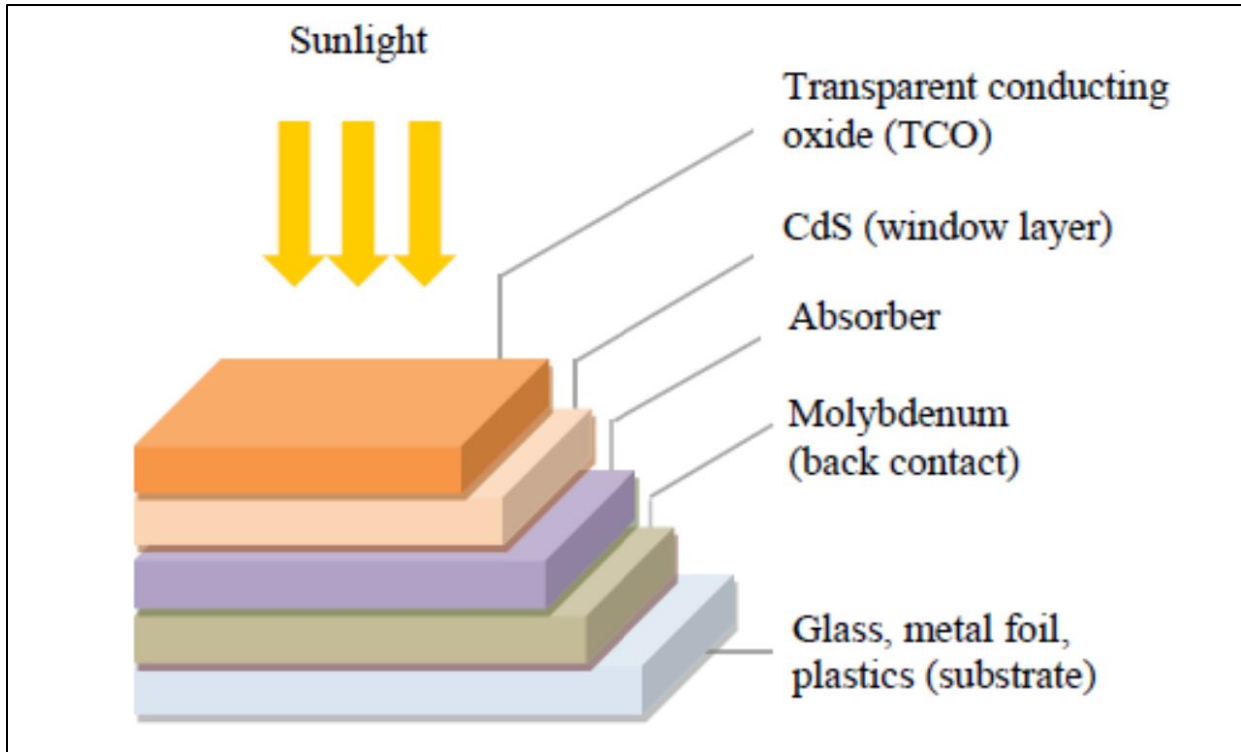 Sunlight
Transparent conducting
oxide (TCO)
CdS (window layer)
Absorber
Molybdenum
(back contact)
Glass, metal foil,
plastics (substrate)